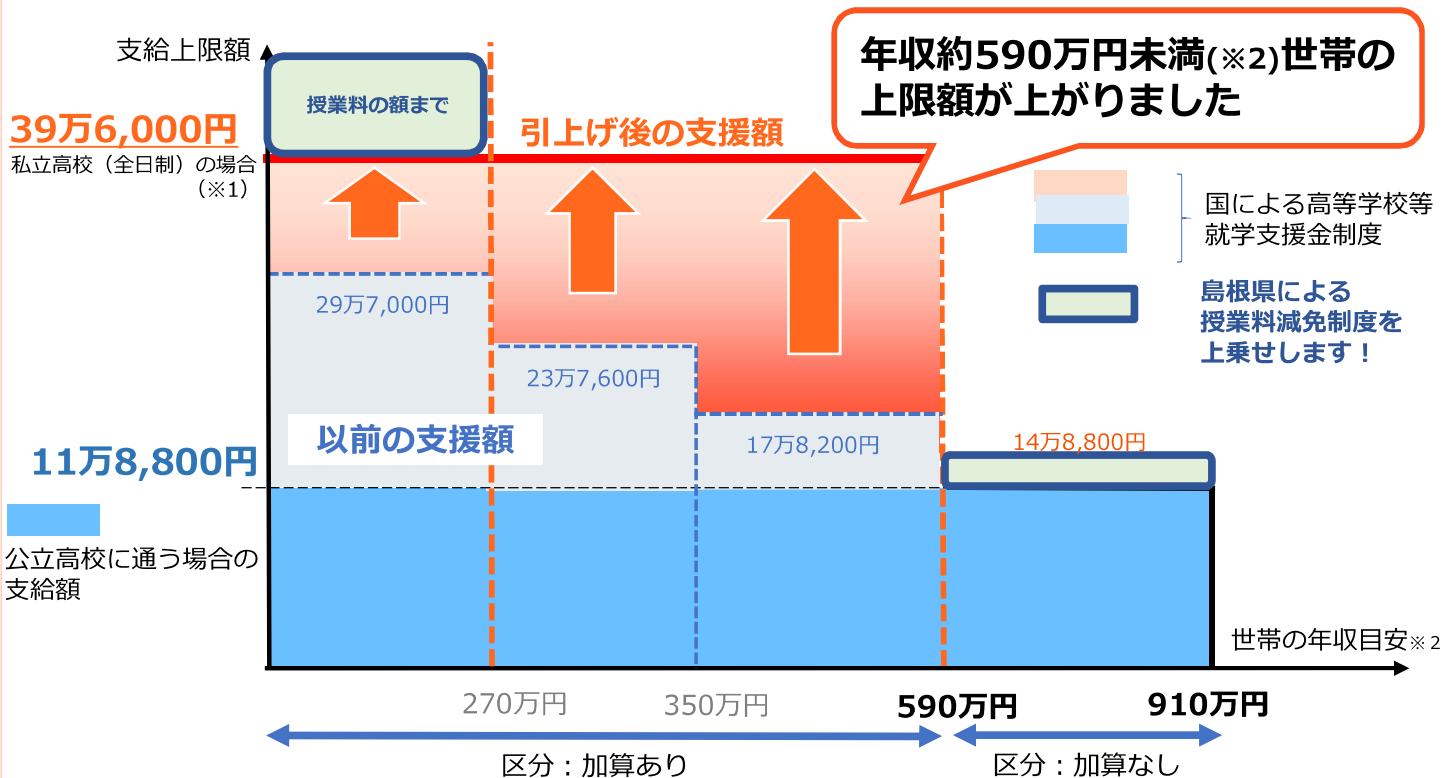 年収約590万円未満(※2)世帯の
上限額が上がりました
支給上限額
授業料の額まで
39万6,000円
私立高校（全日制）の場合
（※1）
引上げ後の支援額
国による高等学校等
就学支援金制度
島根県による
授業料減免制度を
上乗せします！
29万7,000円
23万7,600円
以前の支援額
17万8,200円
14万8,800円
11万8,800円
公立高校に通う場合の
支給額
世帯の年収目安※２
270万円
350万円
590万円
910万円
区分：加算あり
区分：加算なし